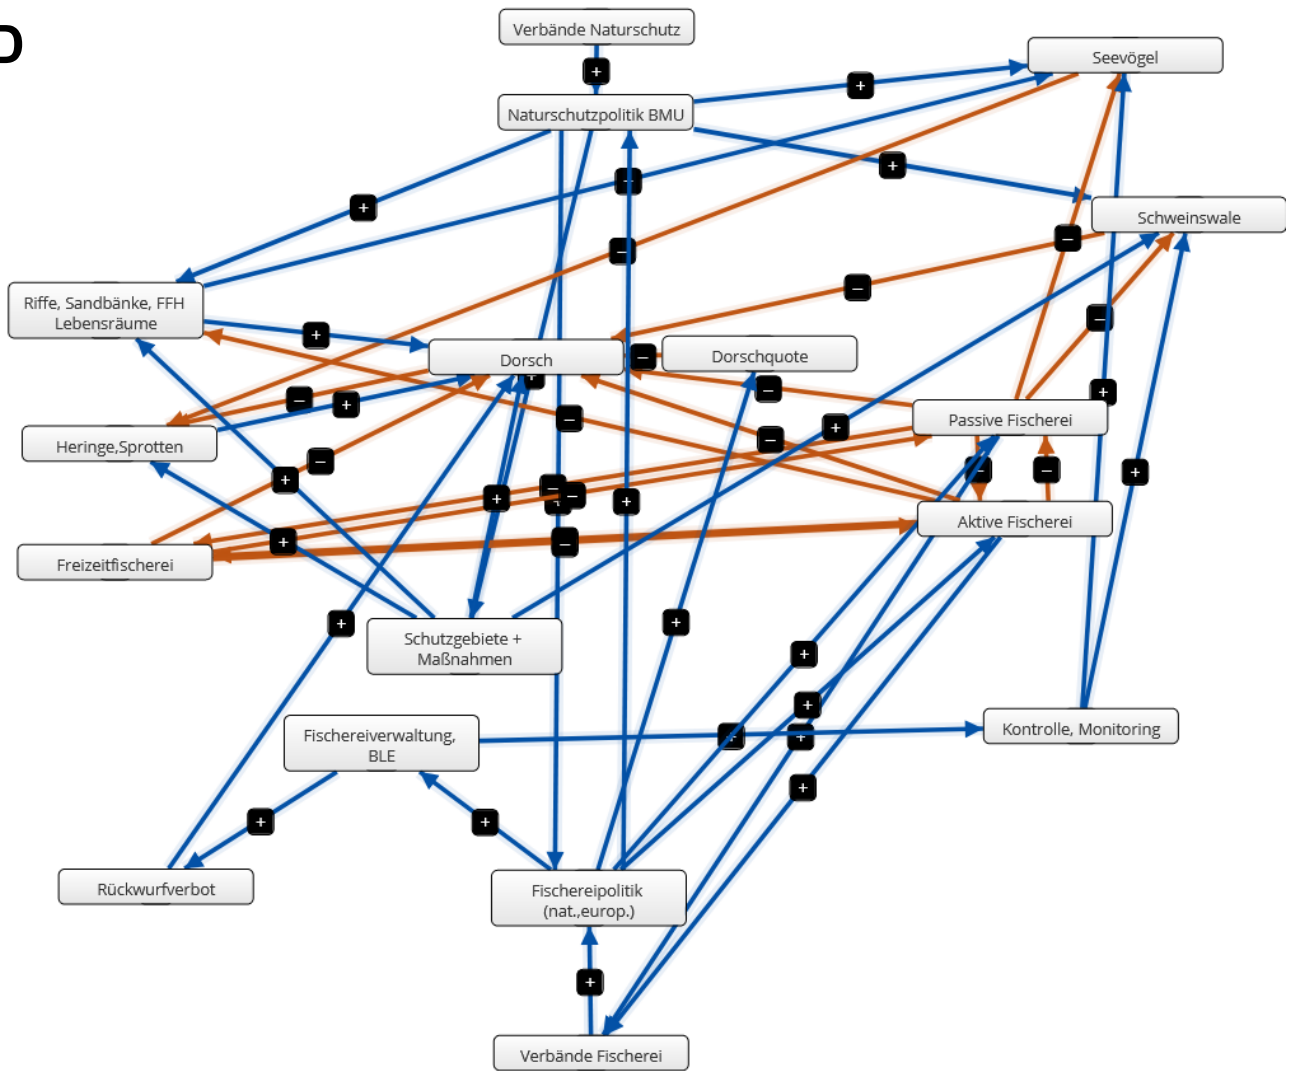 D
Verbände Naturschutz
+
Seevögel
+
Naturschutzpolitik BMU
+
−
+
Schweinswale
−
−
−
Riffe, Sandbänke, FFH
Lebensräume
+
−
Dorsch
−
Dorschquote
+
−
+
−
+
+
−
Passive Fischerei
Heringe,Sprotten
−
−
−
−
+
+
+
−
−
+
+
Aktive Fischerei
+
−
Freizeitfischerei
+
+
Schutzgebiete +
Maßnahmen
+
+
Fischereiverwaltung,
BLE
+
+
Kontrolle, Monitoring
+
+
+
Rückwurfverbot
Fischereipolitik
(nat.,europ.)
+
Verbände Fischerei